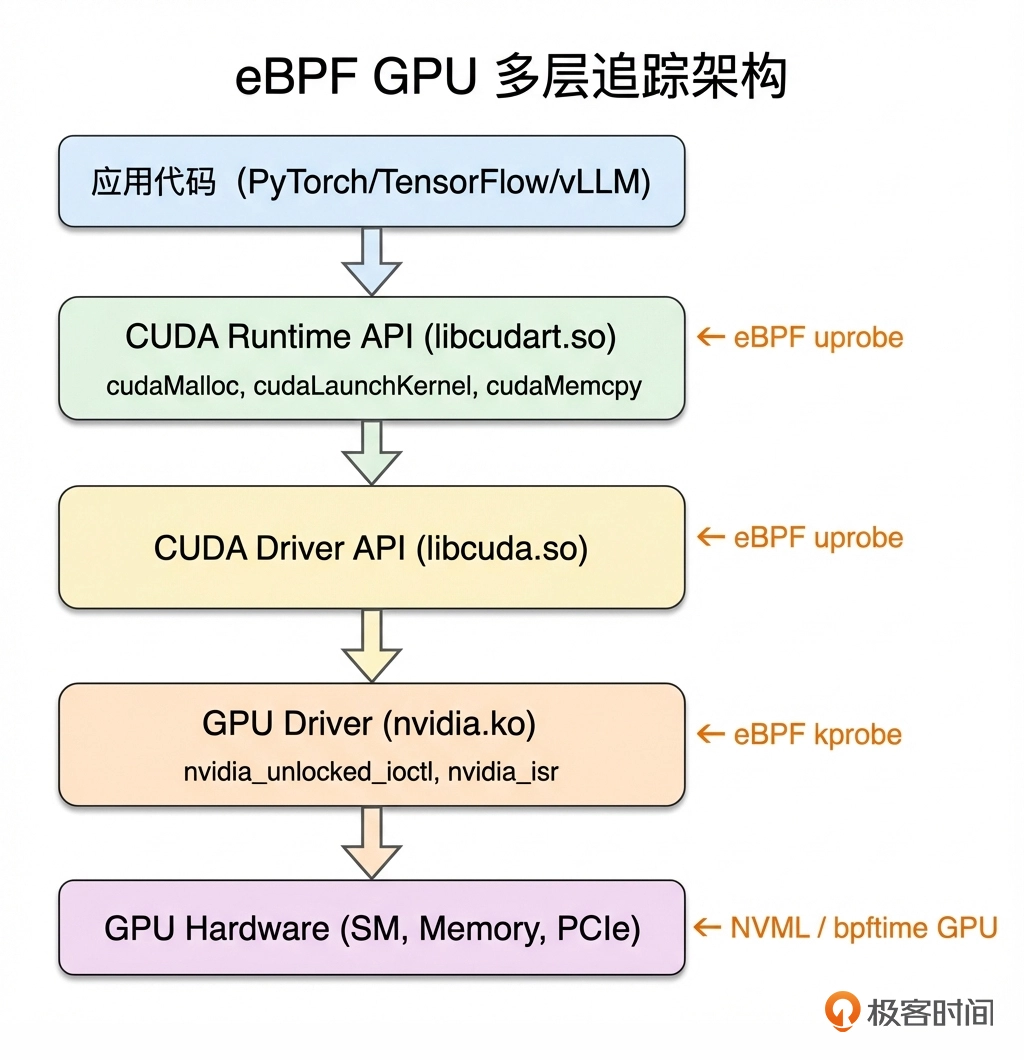 eBPF GPU 多层追踪架构
应用代码（PyTorch/TensorFlow/vLLM)
CUDA Runtime API (libcudart.so)
cudaMalloc, cudaLaunchKernel, cudaMemcpy
← eBPF uprobe
CUDA Driver API (libcuda.so)
← eBPF uprobe
GPU Driver (nvidia.ko)
nvidia_unlocked_ioctl, nvidia_isr
← eBPF kprobe
GPU Hardware (SM, Memory, PCIe)
← NVML / bpftime GPU
极客时间